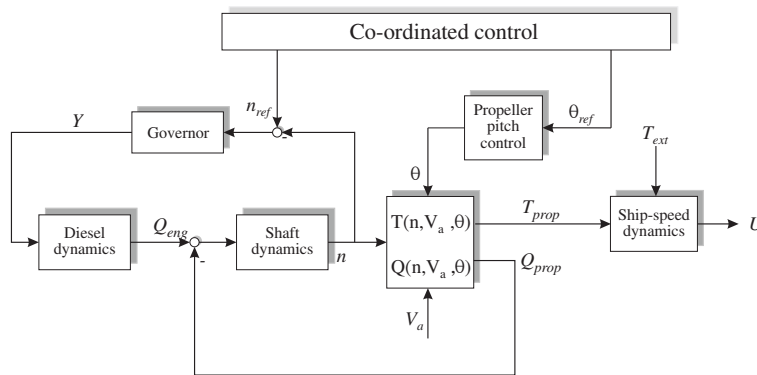 Co-ordinated control
n_ref
Y
Governor
-
Propeller
pitch
control
θ_ref
θ
T_ext
Diesel
dynamics
Q_eng
-
Shaft
dynamics
n
T(n,V_a ,θ)
Q(n,V_a ,θ)
T_prop
Q_prop
Ship-speed
dynamics
U
V_a